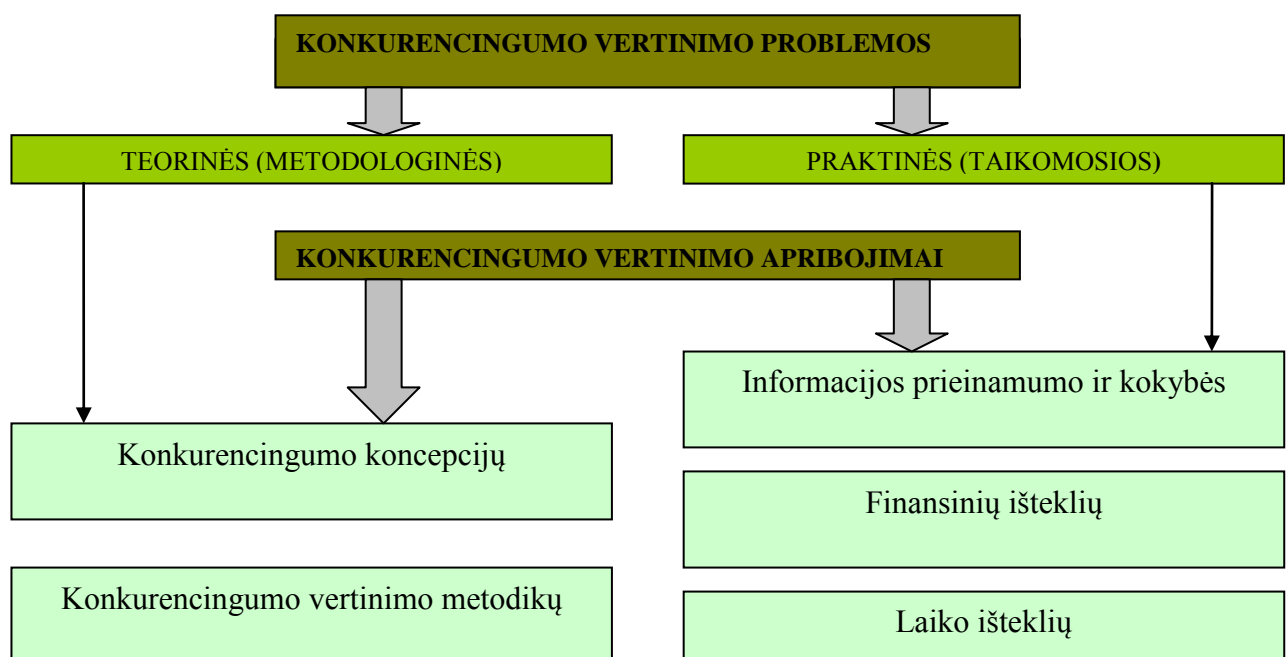 KONKURENCINGUMO VERTINIMO PROBLEMOS
TEORINĖS (METODOLOGINĖS)
PRAKTINĖS (TAIKOMOSIOS)
KONKURENCINGUMO VERTINIMO APRIBOJIMAI
Informacijos prieinamumo ir kokybės
Konkurencingumo koncepcijų
Finansinių išteklių
Konkurencingumo vertinimo metodikų
Laiko išteklių